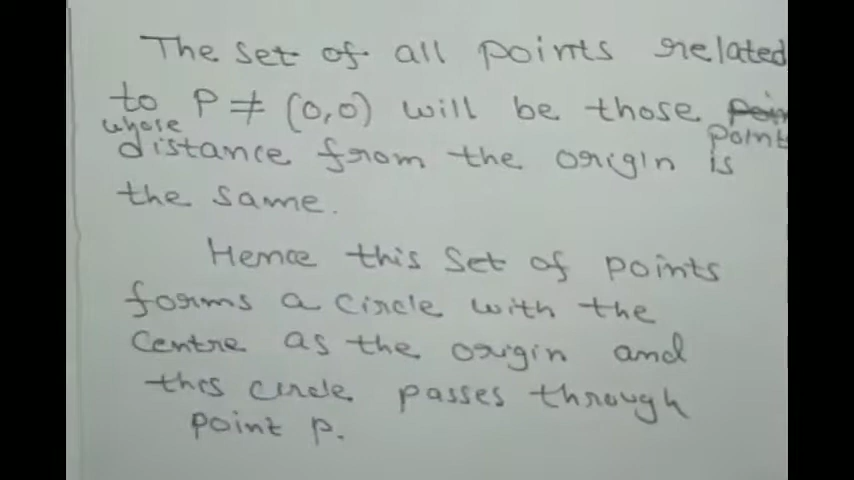 The set of all points related
to P ≠ (0,0) will be those point
whose
distance from the origin is
the same.
Hence this set of points
forms a circle with the
Centre as the origin and
this circle passes through
point P.